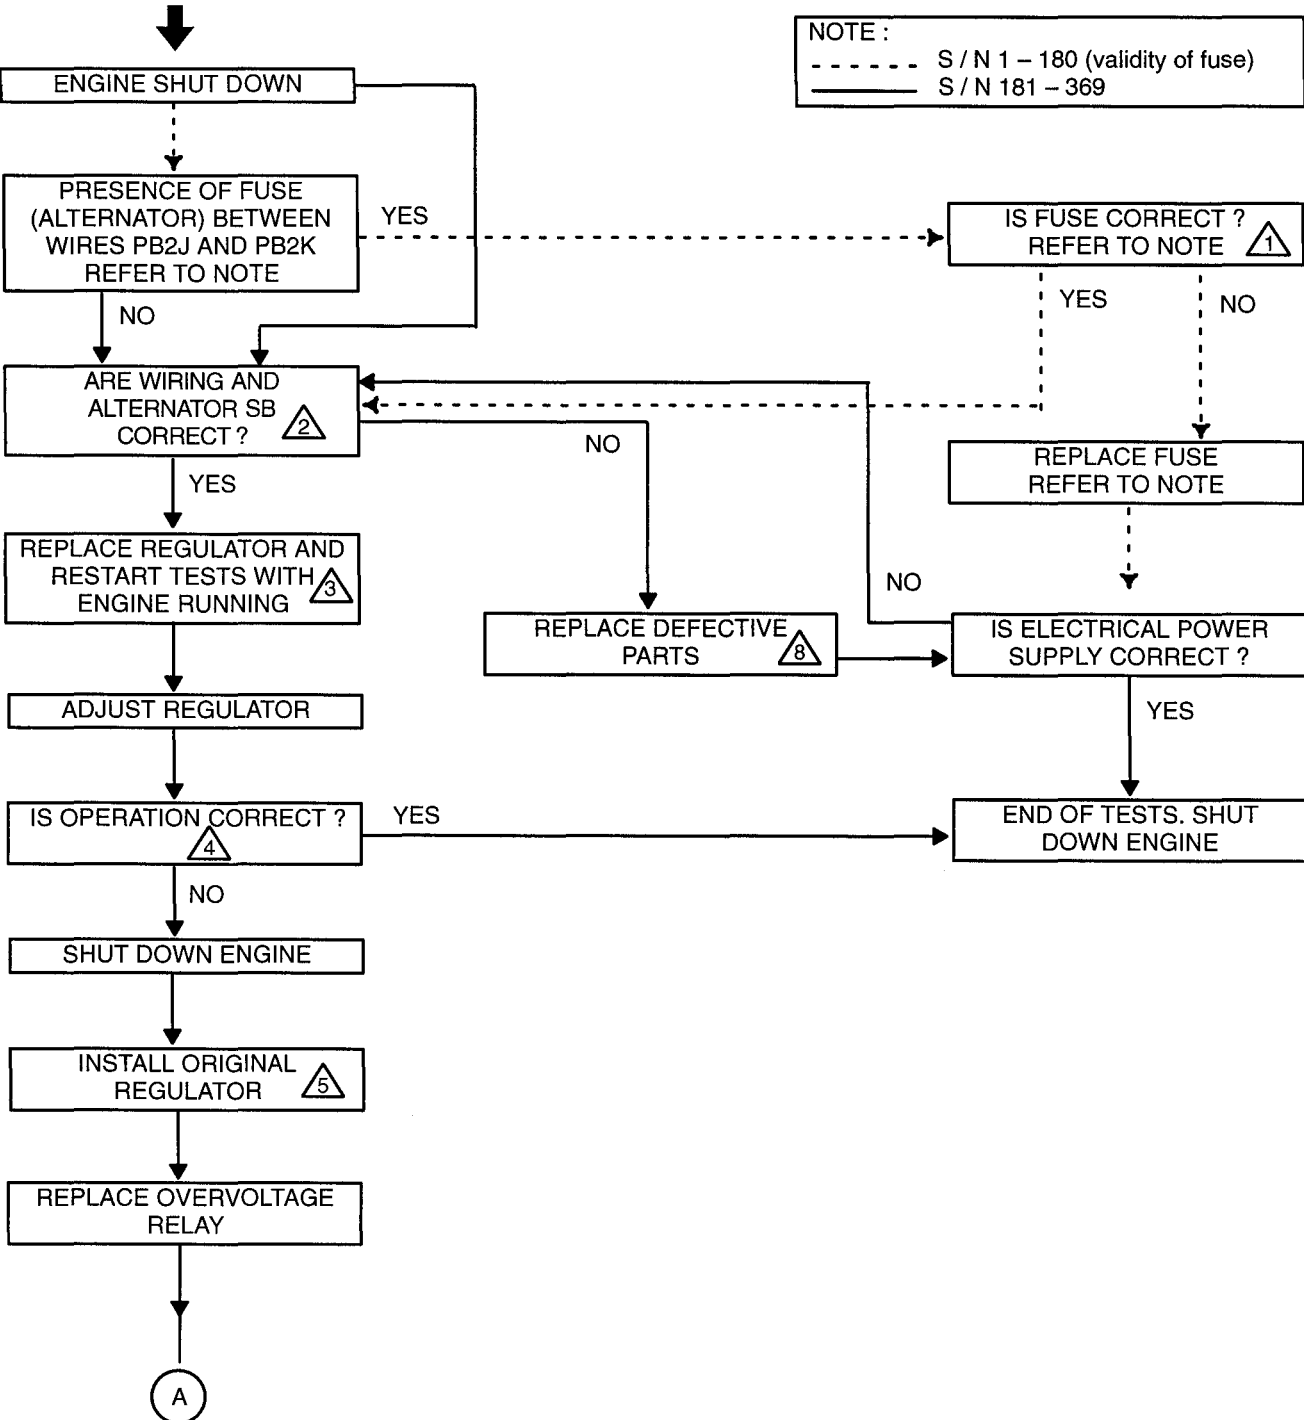 NOTE :
S / N 1 – 180 (validity of fuse)
S / N 181 – 369
ENGINE SHUT DOWN
PRESENCE OF FUSE
(ALTERNATOR) BETWEEN
WIRES PB2J AND PB2K
REFER TO NOTE
YES
IS FUSE CORRECT ?
REFER TO NOTE
1
NO
YES
NO
ARE WIRING AND
ALTERNATOR SB
CORRECT ?
2
NO
YES
REPLACE FUSE
REFER TO NOTE
REPLACE REGULATOR AND
RESTART TESTS WITH
ENGINE RUNNING
3
NO
REPLACE DEFECTIVE
PARTS
8
IS ELECTRICAL POWER
SUPPLY CORRECT ?
YES
ADJUST REGULATOR
IS OPERATION CORRECT ?
4
YES
END OF TESTS. SHUT
DOWN ENGINE
NO
SHUT DOWN ENGINE
INSTALL ORIGINAL
REGULATOR
5
REPLACE OVERVOLTAGE
RELAY
A